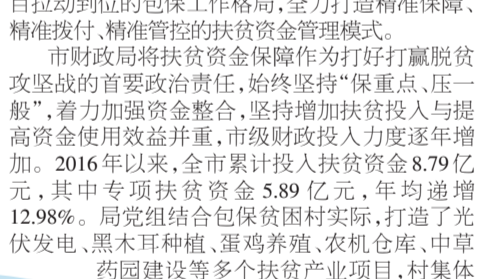 自拉动到位的包保工作格局,全力打造精准保障、
精准拨付、精准管控的扶贫资金管理模式。
市财政局将扶贫资金保障作为打好打赢脱贫
攻坚战的首要政治责任,始终坚持“保重点、压一
般”,着力加强资金整合,坚持增加扶贫投入与提
高资金使用效益并重,市级财政投入力度逐年增
加。2016年以来,全市累计投入扶贫资金8.79亿
元,其中专项扶贫资金5.89亿元,年均递增
12.98%。局党组结合包保贫困村实际,打造了光
伏发电、黑木耳种植、蛋鸡养殖、农机仓库、中草
药园建设等多个扶贫产业项目,村集体